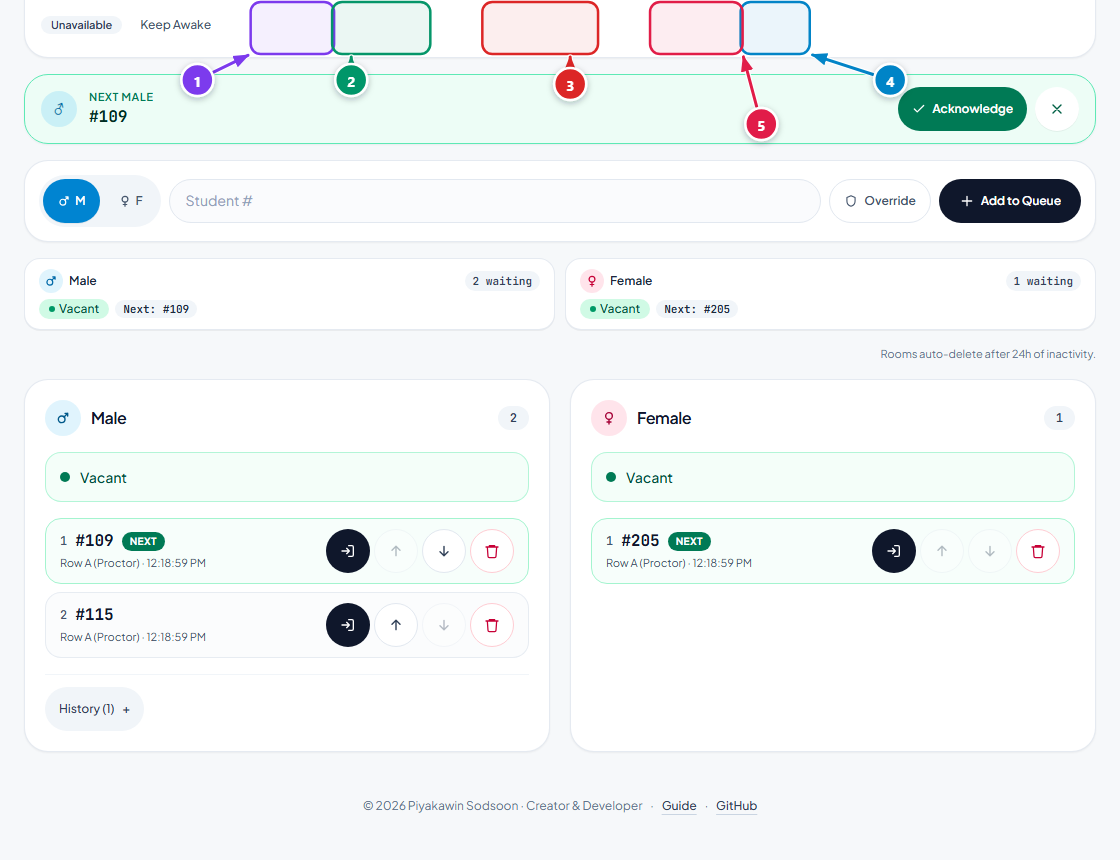 Unavailable Keep Awake
1 2 3 4
5
NEXT MALE
#109
Acknowledge
♂ M ♀ F Student # Override + Add to Queue
♂ Male 2 waiting
Vacant Next: #109
♀ Female 1 waiting
Vacant Next: #205
Rooms auto-delete after 24h of inactivity.
♂ Male 2
Vacant
1 #109 NEXT
Row A (Proctor) · 12:18:59 PM
2 #115
Row A (Proctor) · 12:18:59 PM
History (1) +
♀ Female 1
Vacant
1 #205 NEXT
Row A (Proctor) · 12:18:59 PM
© 2026 Piyakawin Sodsoon · Creator & Developer · Guide · GitHub